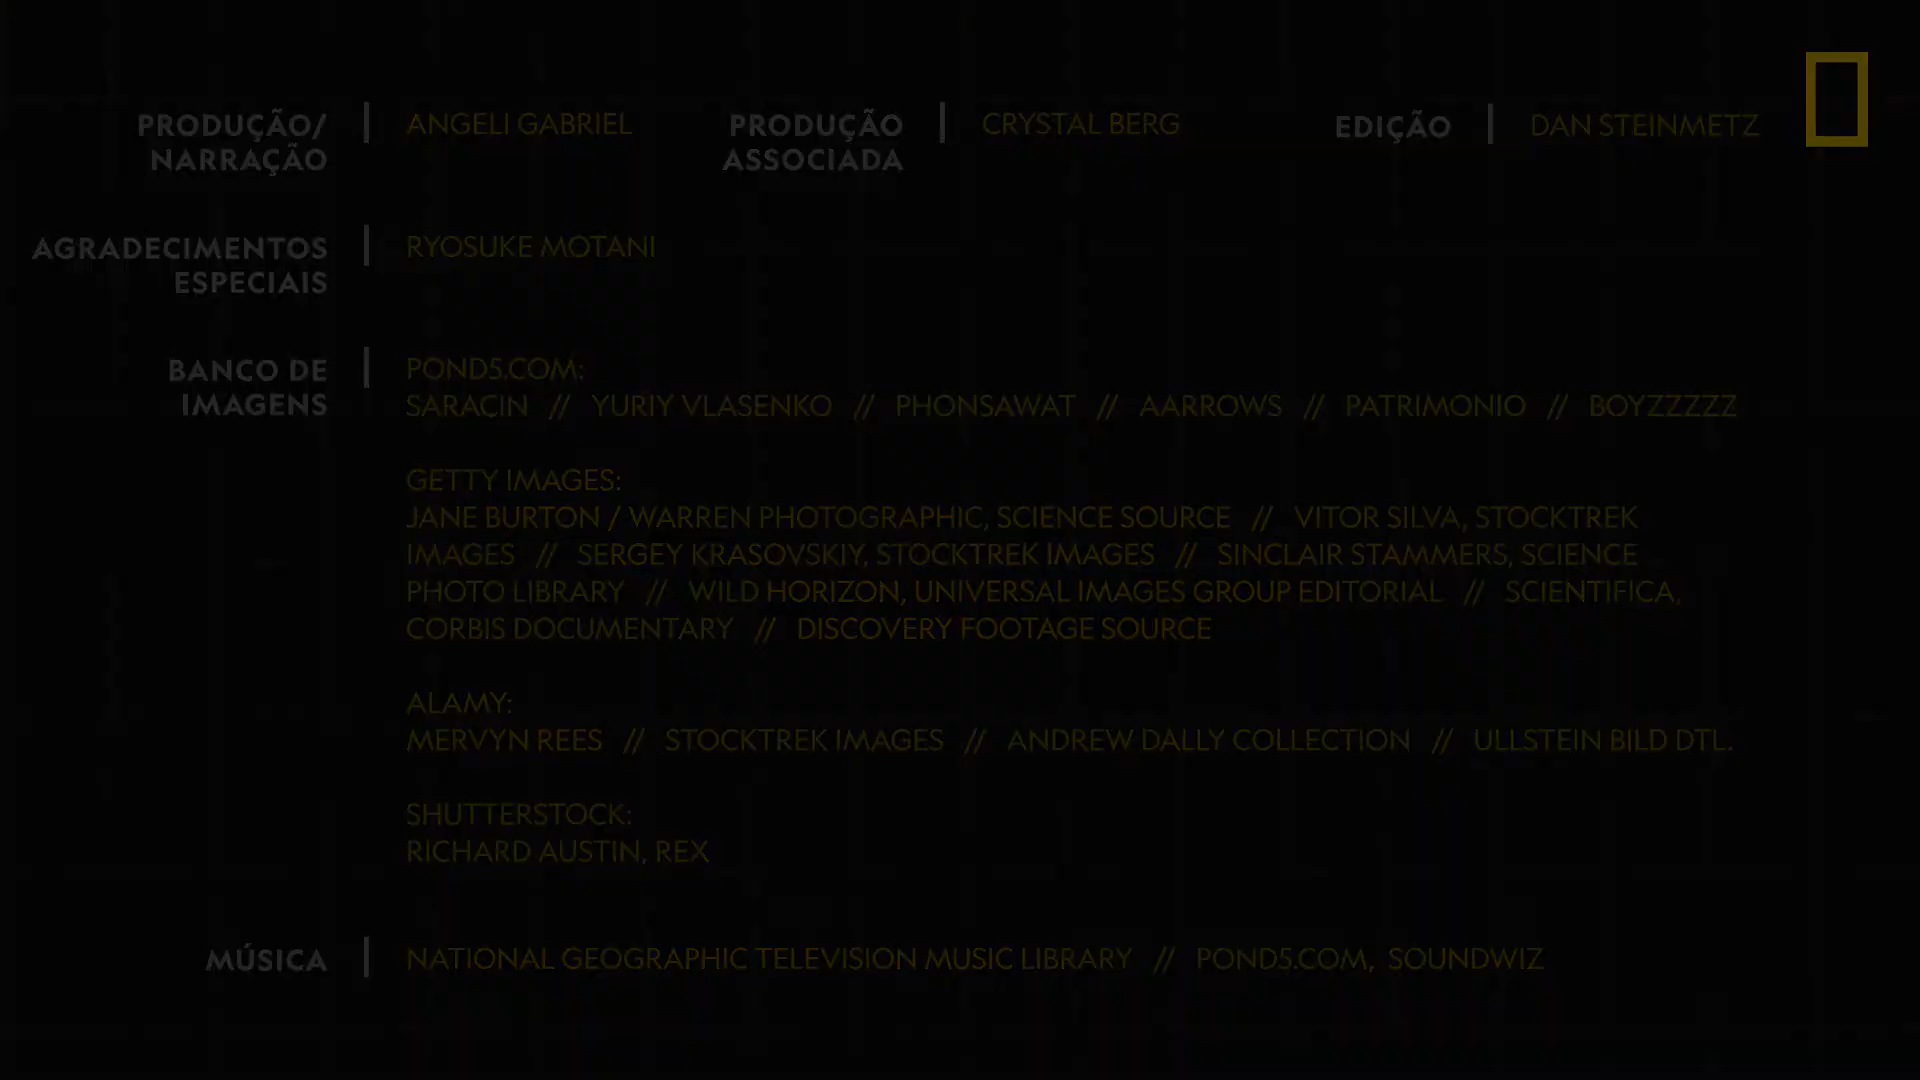 PRODUÇÃO/ NARRAÇÃO | ANGELI GABRIEL
PRODUÇÃO ASSOCIADA | CRYSTAL BERG
EDIÇÃO | DAN STEINMETZ
AGRADECIMENTOS ESPECIAIS | RYOSUKE MOTANI
BANCO DE IMAGENS | POND5.COM:
SARACIN // YURIY VLASENKO // PHONSAWAT // AARROWS // PATRIMONIO // BOYZZZZZ
GETTY IMAGES:
JANE BURTON / WARREN PHOTOGRAPHIC, SCIENCE SOURCE // VITOR SILVA, STOCKTREK
IMAGES // SERGEY KRASOVSKIY, STOCKTREK IMAGES // SINCLAIR STAMMERS, SCIENCE
PHOTO LIBRARY // WILD HORIZON, UNIVERSAL IMAGES GROUP EDITORIAL // SCIENTIFICA,
CORBIS DOCUMENTARY // DISCOVERY FOOTAGE SOURCE
ALAMY:
MERVYN REES // STOCKTREK IMAGES // ANDREW DALLY COLLECTION // ULLSTEIN BILD DTL.
SHUTTERSTOCK:
RICHARD AUSTIN, REX
MÚSICA | NATIONAL GEOGRAPHIC TELEVISION MUSIC LIBRARY // POND5.COM, SOUNDWIZ